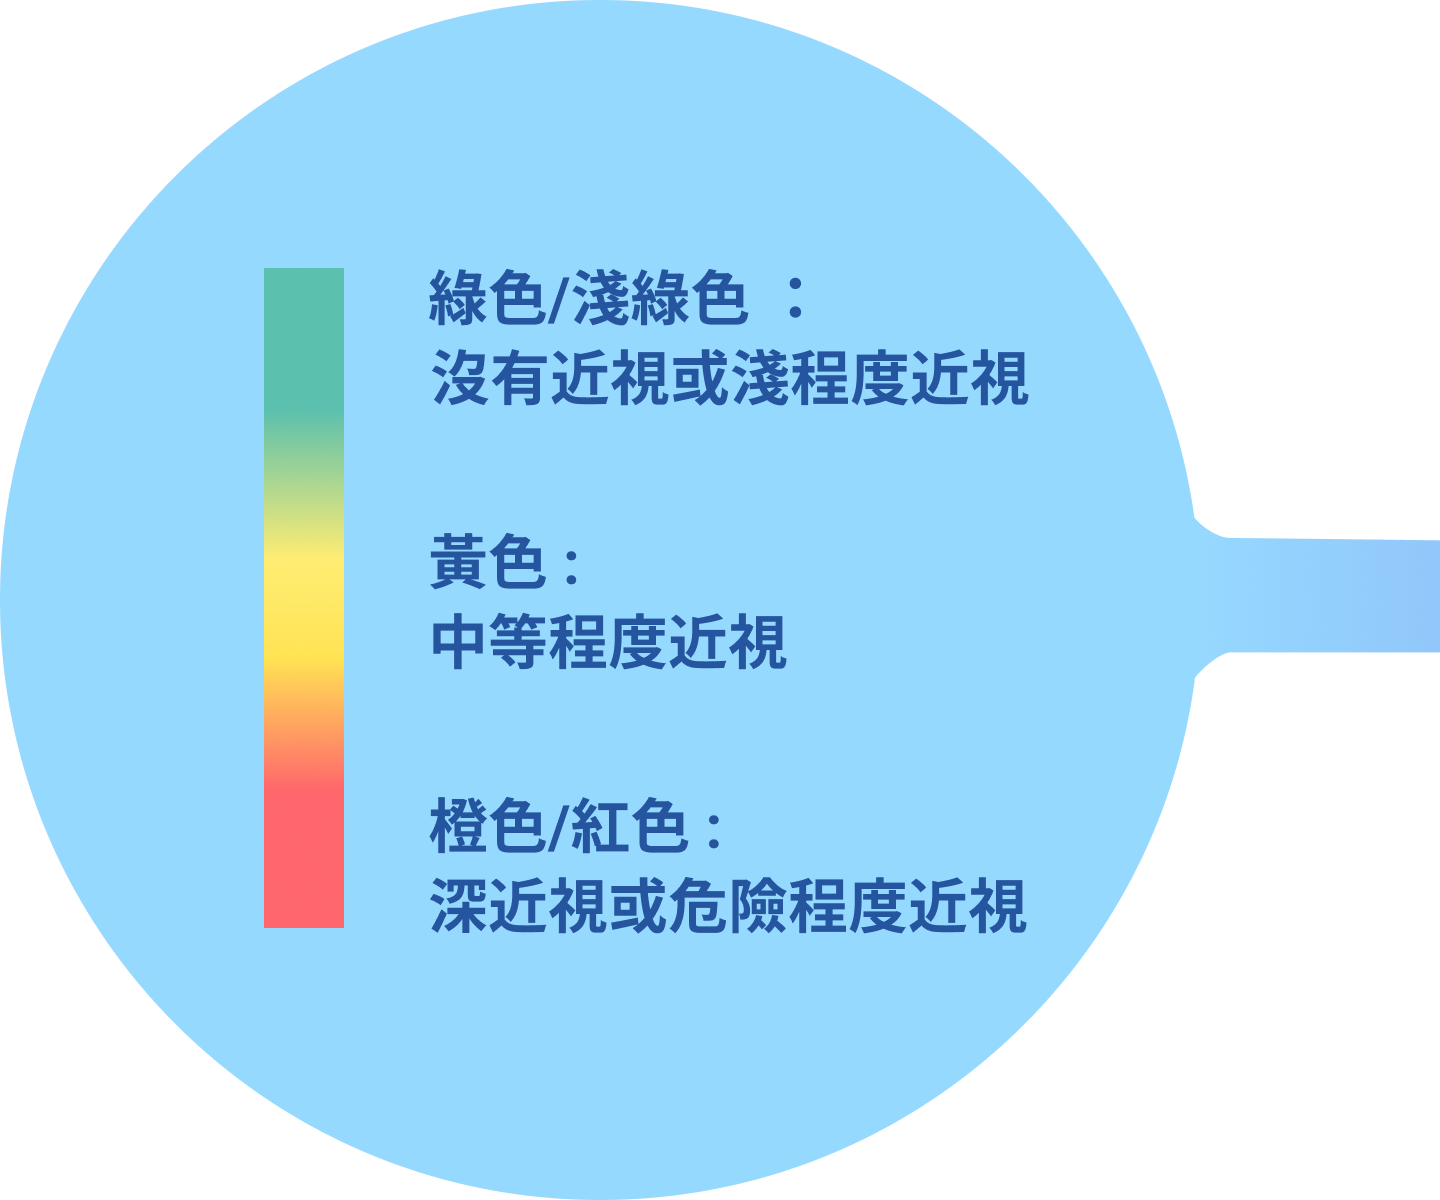 綠色/淺綠色 ：
沒有近視或淺程度近視
黃色 :
中等程度近視
橙色/紅色 :
深近視或危險程度近視